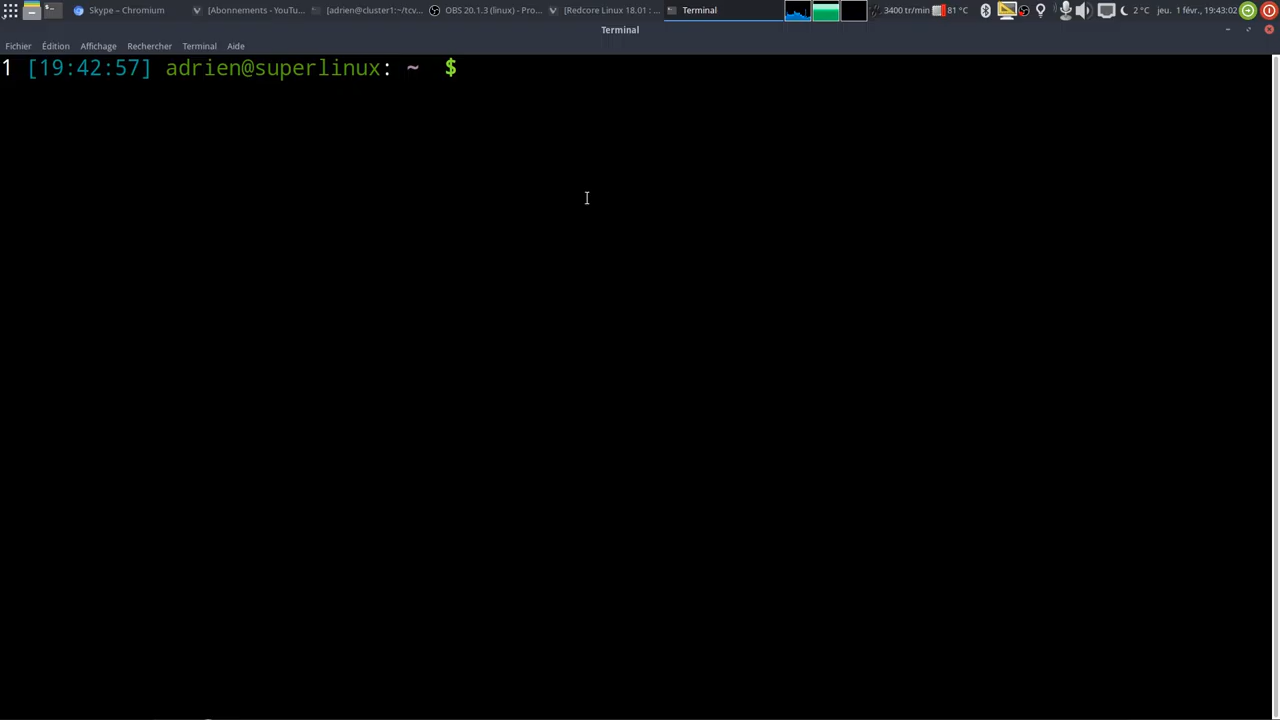 Skype – Chromium
[Abonnements - YouTu...
[adrien@cluster1:~/tcv...
OBS 20.1.3 (linux) - Pro...
[Redcore Linux 18.01 : ...
Terminal
3400 tr/min
81 °C
2 °C
jeu. 1 févr., 19:43:02
Terminal
Fichier Édition Affichage Rechercher Terminal Aide
1 [19:42:57] adrien@superlinux: ~ $